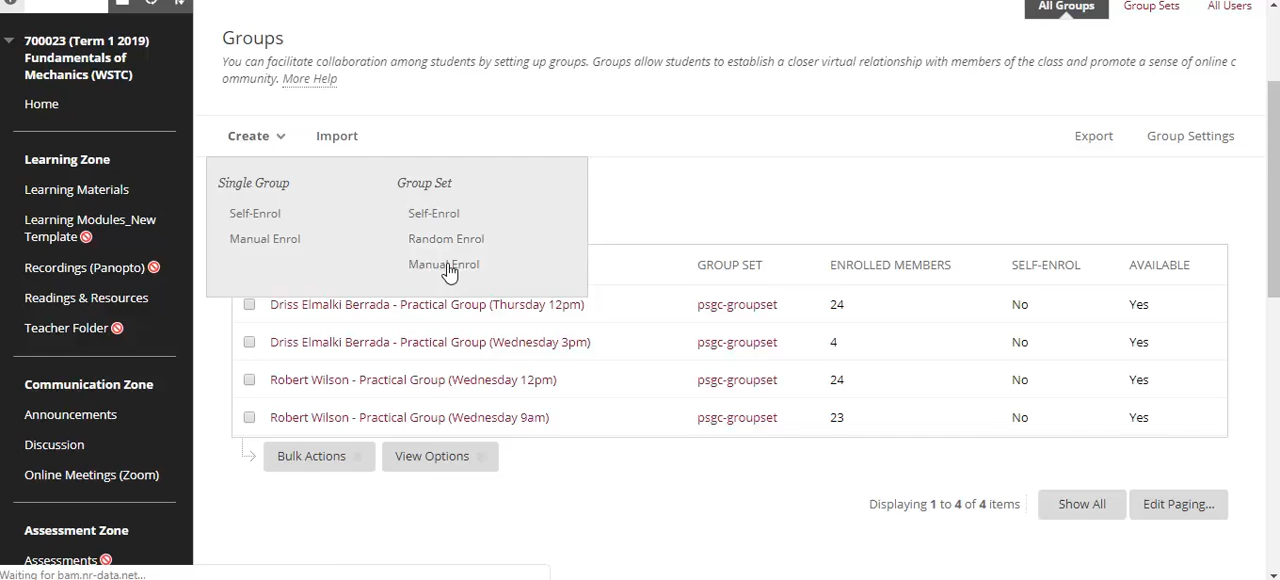 All Groups
Group Sets
All Users
700023 (Term 1 2019)
Fundamentals of
Mechanics (WSTC)
Home
Learning Zone
Learning Materials
Learning Modules_New
Template
Recordings (Panopto)
Readings & Resources
Teacher Folder
Communication Zone
Announcements
Discussion
Online Meetings (Zoom)
Assessment Zone
Assessments
Groups
You can facilitate collaboration among students by setting up groups. Groups allow students to establish a closer virtual relationship with members of the class and promote a sense of online c
ommunity. More Help
Create Import Export Group Settings
Single Group Group Set
Self-Enrol Self-Enrol
Manual Enrol Random Enrol
Manual Enrol
GROUP SET ENROLLED MEMBERS SELF-ENROL AVAILABLE
Driss Elmalki Berrada - Practical Group (Thursday 12pm) psgc-groupset 24 No Yes
Driss Elmalki Berrada - Practical Group (Wednesday 3pm) psgc-groupset 4 No Yes
Robert Wilson - Practical Group (Wednesday 12pm) psgc-groupset 24 No Yes
Robert Wilson - Practical Group (Wednesday 9am) psgc-groupset 23 No Yes
Bulk Actions View Options
Displaying 1 to 4 of 4 items Show All Edit Paging...
Waiting for bam.nr-data.net...